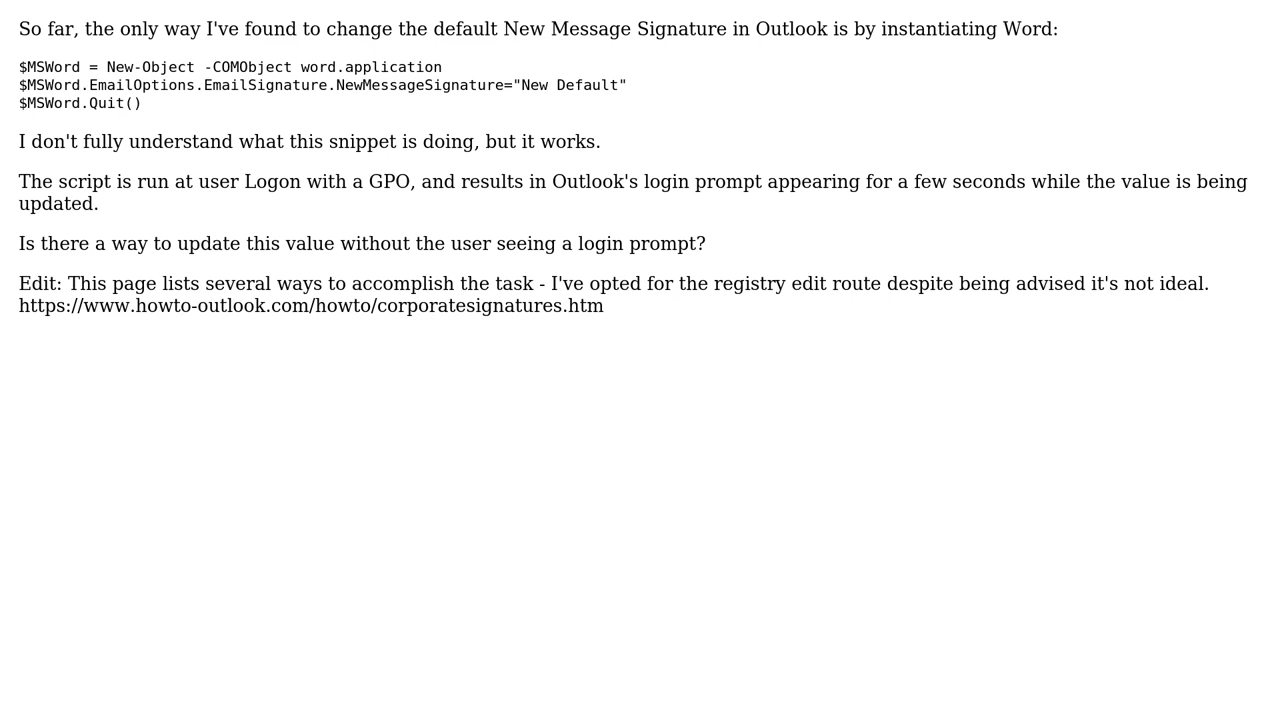 So far, the only way I've found to change the default New Message Signature in Outlook is by instantiating Word:
$MSWord = New-Object -COMObject word.application
$MSWord.EmailOptions.EmailSignature.NewMessageSignature="New Default"
$MSWord.Quit()
I don't fully understand what this snippet is doing, but it works.
The script is run at user Logon with a GPO, and results in Outlook's login prompt appearing for a few seconds while the value is being
updated.
Is there a way to update this value without the user seeing a login prompt?
Edit: This page lists several ways to accomplish the task - I've opted for the registry edit route despite being advised it's not ideal.
https://www.howto-outlook.com/howto/corporatesignatures.htm